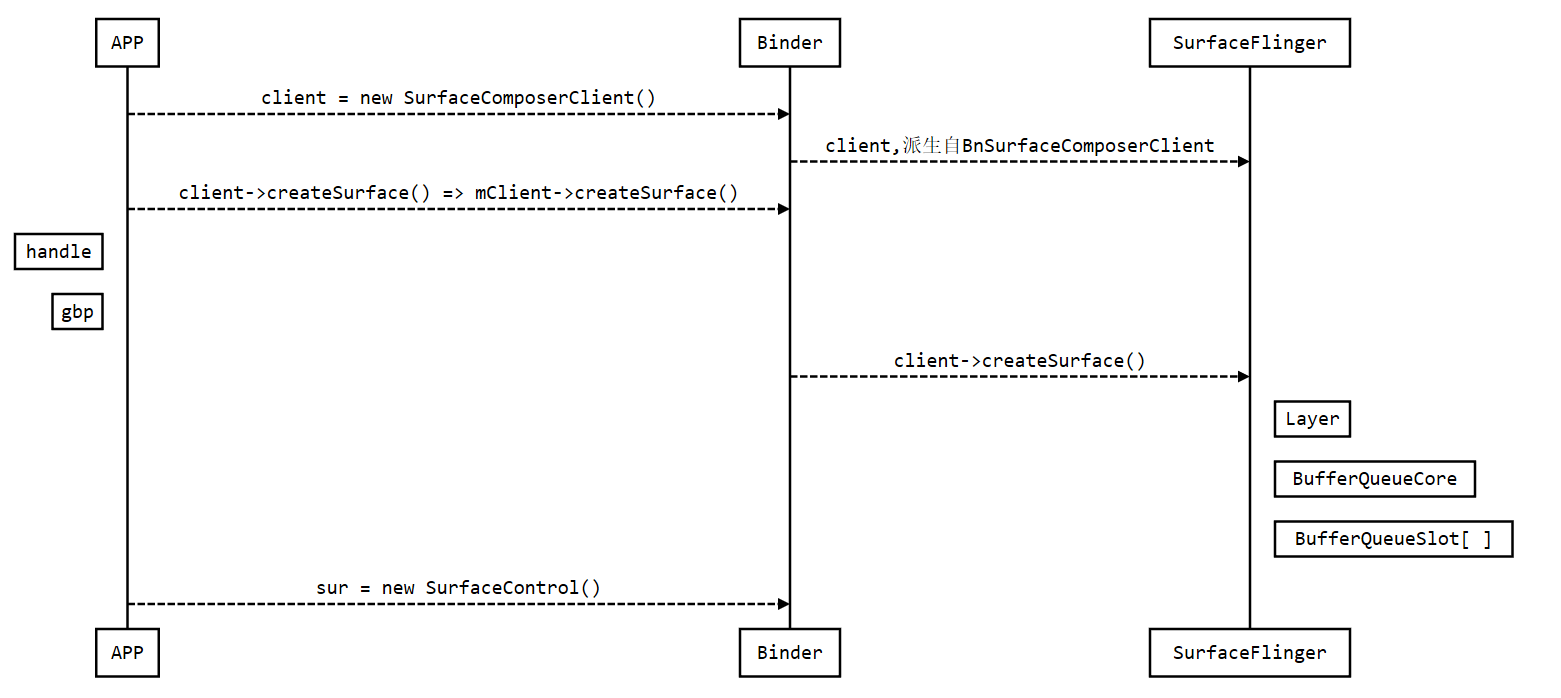 APP
Binder
SurfaceFlinger
client = new SurfaceComposerClient()
client,派生自BnSurfaceComposerClient
client->createSurface() => mClient->createSurface()
handle
gbp
client->createSurface()
Layer
BufferQueueCore
BufferQueueSlot[ ]
sur = new SurfaceControl()
APP
Binder
SurfaceFlinger